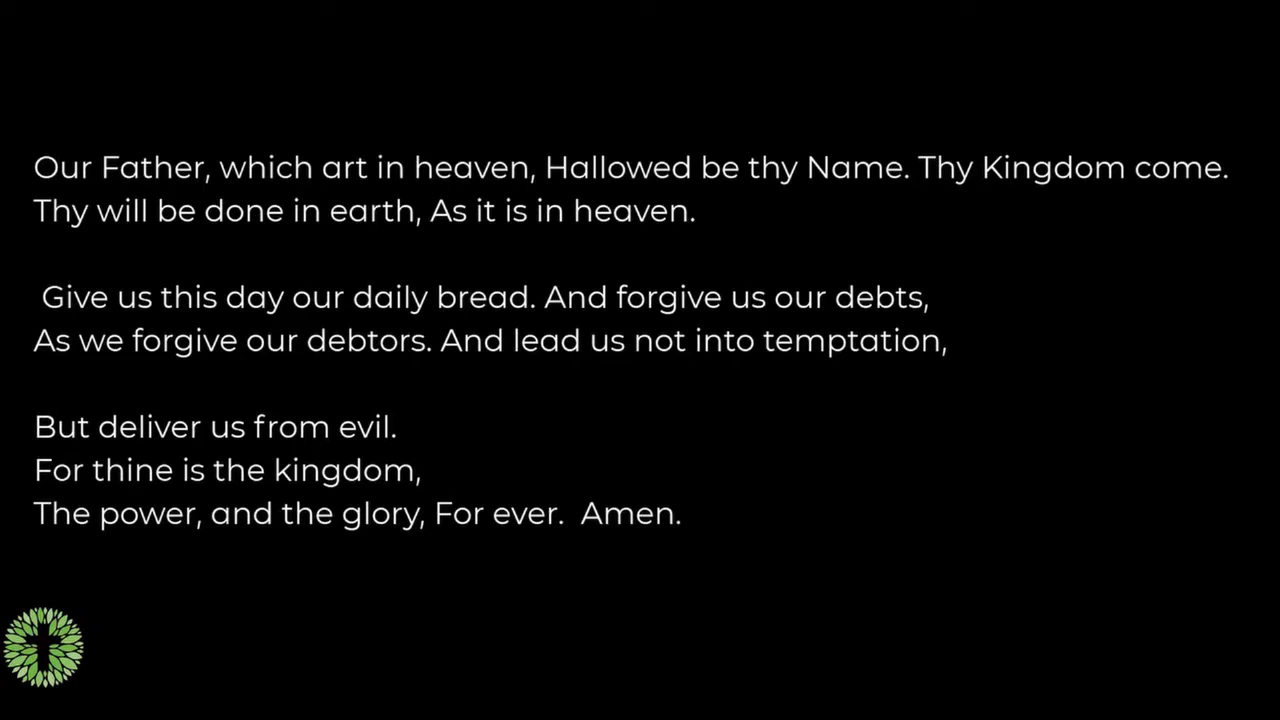 Our Father, which art in heaven, Hallowed be thy Name. Thy Kingdom come.
Thy will be done in earth, As it is in heaven.
Give us this day our daily bread. And forgive us our debts,
As we forgive our debtors. And lead us not into temptation,
But deliver us from evil.
For thine is the kingdom,
The power, and the glory, For ever.  Amen.